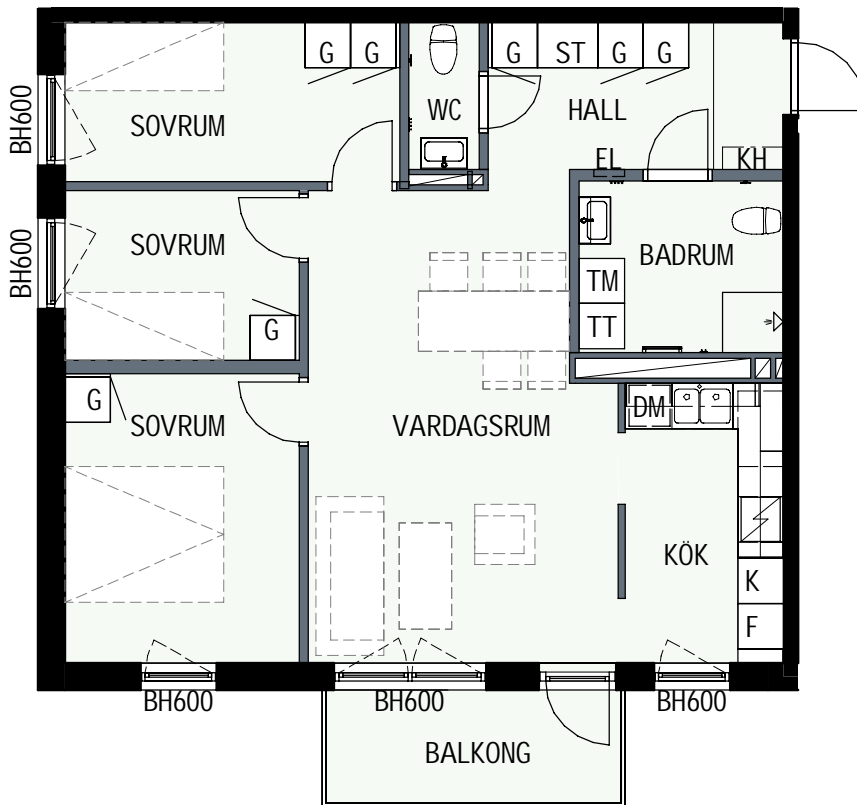 G G G ST G G
WC HALL
SOVRUM
BH600
EL KH
SOVRUM
BH600
BADRUM
TM
TT
G
G
SOVRUM
VARDAGSRUM
DM
KÖK
K
F
BH600 BH600 BH600
BALKONG